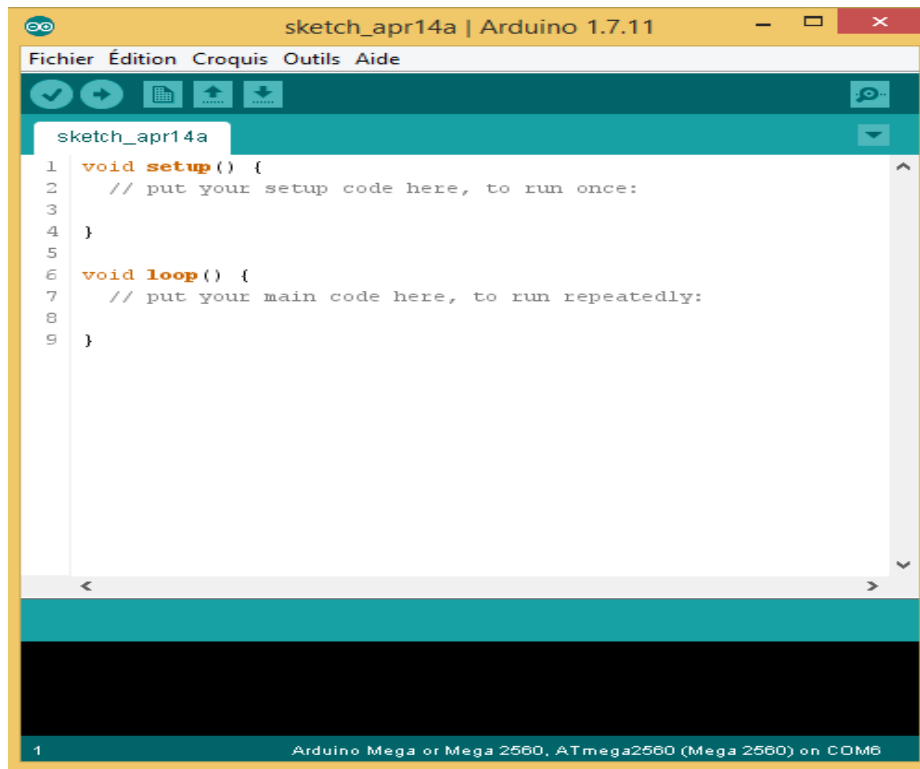 sketch_apr14a | Arduino 1.7.11
Fichier Édition Croquis Outils Aide
sketch_apr14a
1 void setup() {
2 // put your setup code here, to run once:
3
4 }
5
6 void loop() {
7 // put your main code here, to run repeatedly:
8
9 }
1 Arduino Mega or Mega 2560, ATmega2560 (Mega 2560) on COM6